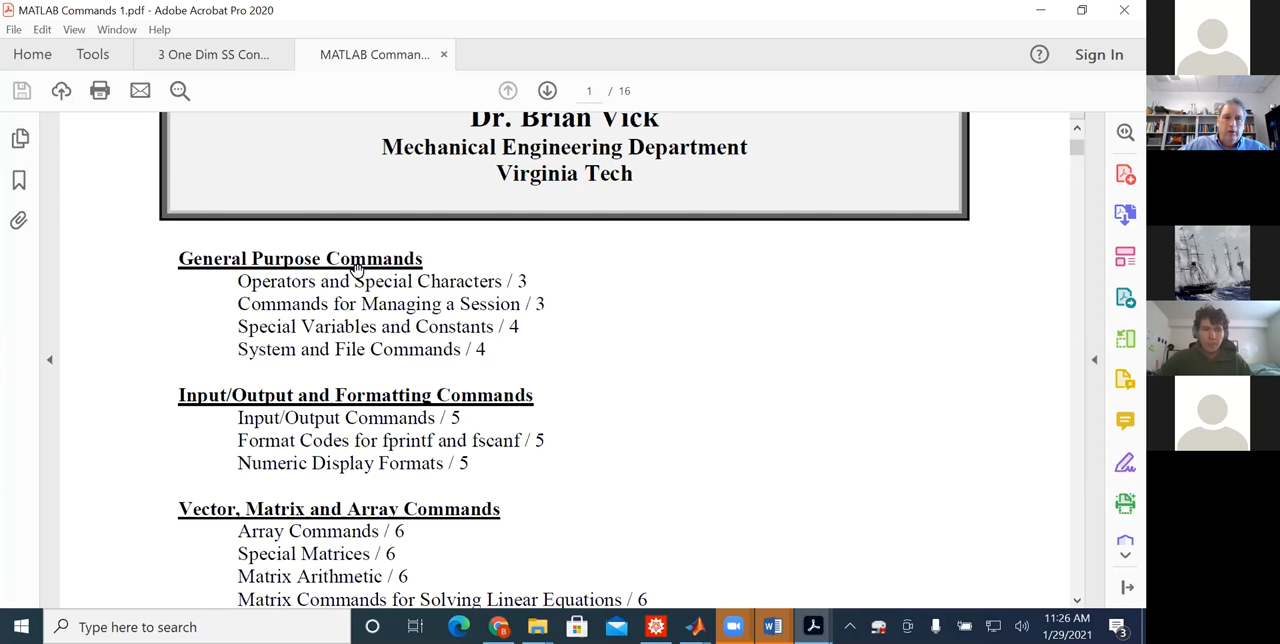 MATLAB Commands 1.pdf - Adobe Acrobat Pro 2020
File Edit View Window Help
Home Tools 3 One Dim SS Con... MATLAB Comman... × Sign In
1 / 16
Dr. Brian Vick
Mechanical Engineering Department
Virginia Tech
General Purpose Commands
Operators and Special Characters / 3
Commands for Managing a Session / 3
Special Variables and Constants / 4
System and File Commands / 4
Input/Output and Formatting Commands
Input/Output Commands / 5
Format Codes for fprintf and fscanf / 5
Numeric Display Formats / 5
Vector, Matrix and Array Commands
Array Commands / 6
Special Matrices / 6
Matrix Arithmetic / 6
Matrix Commands for Solving Linear Equations / 6
Type here to search
11:26 AM
1/29/2021
3